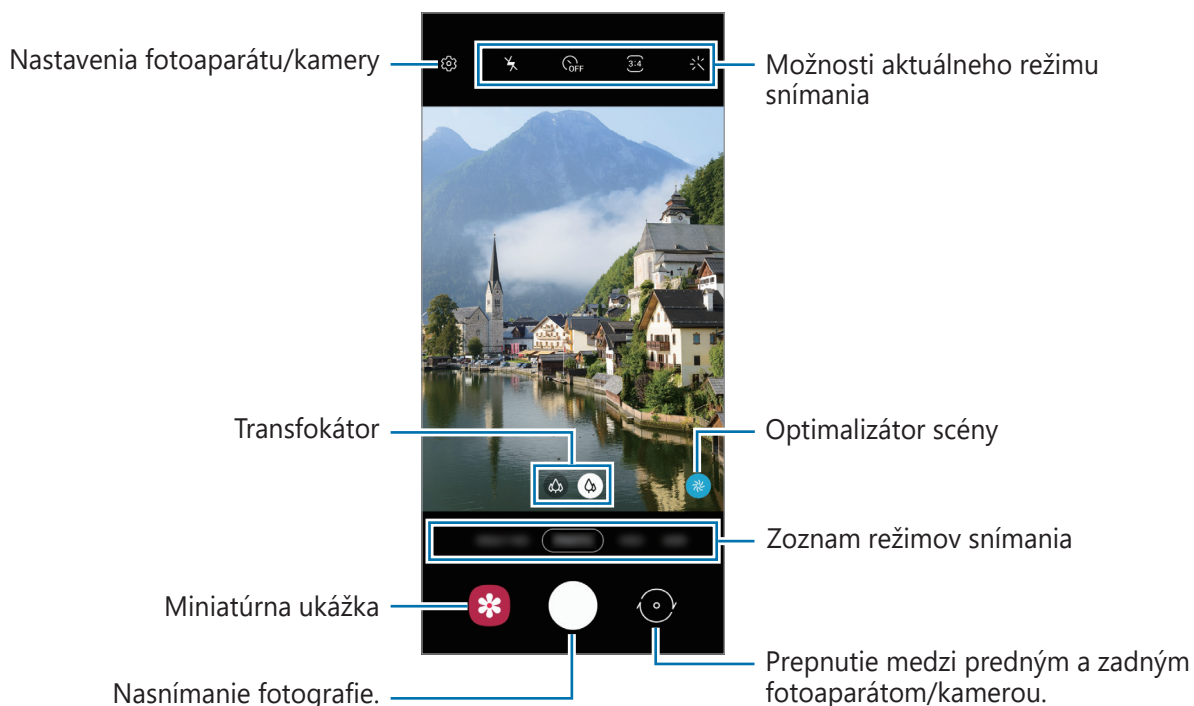 Nastavenia fotoaparátu/kamery
OFF
3:4
Možnosti aktuálneho režimu
snímania
Transfokátor
Optimalizátor scény
Zoznam režimov snímania
Miniatúrna ukážka
Nasnímanie fotografie.
Prepnutie medzi predným a zadným
fotoaparátom/kamerou.